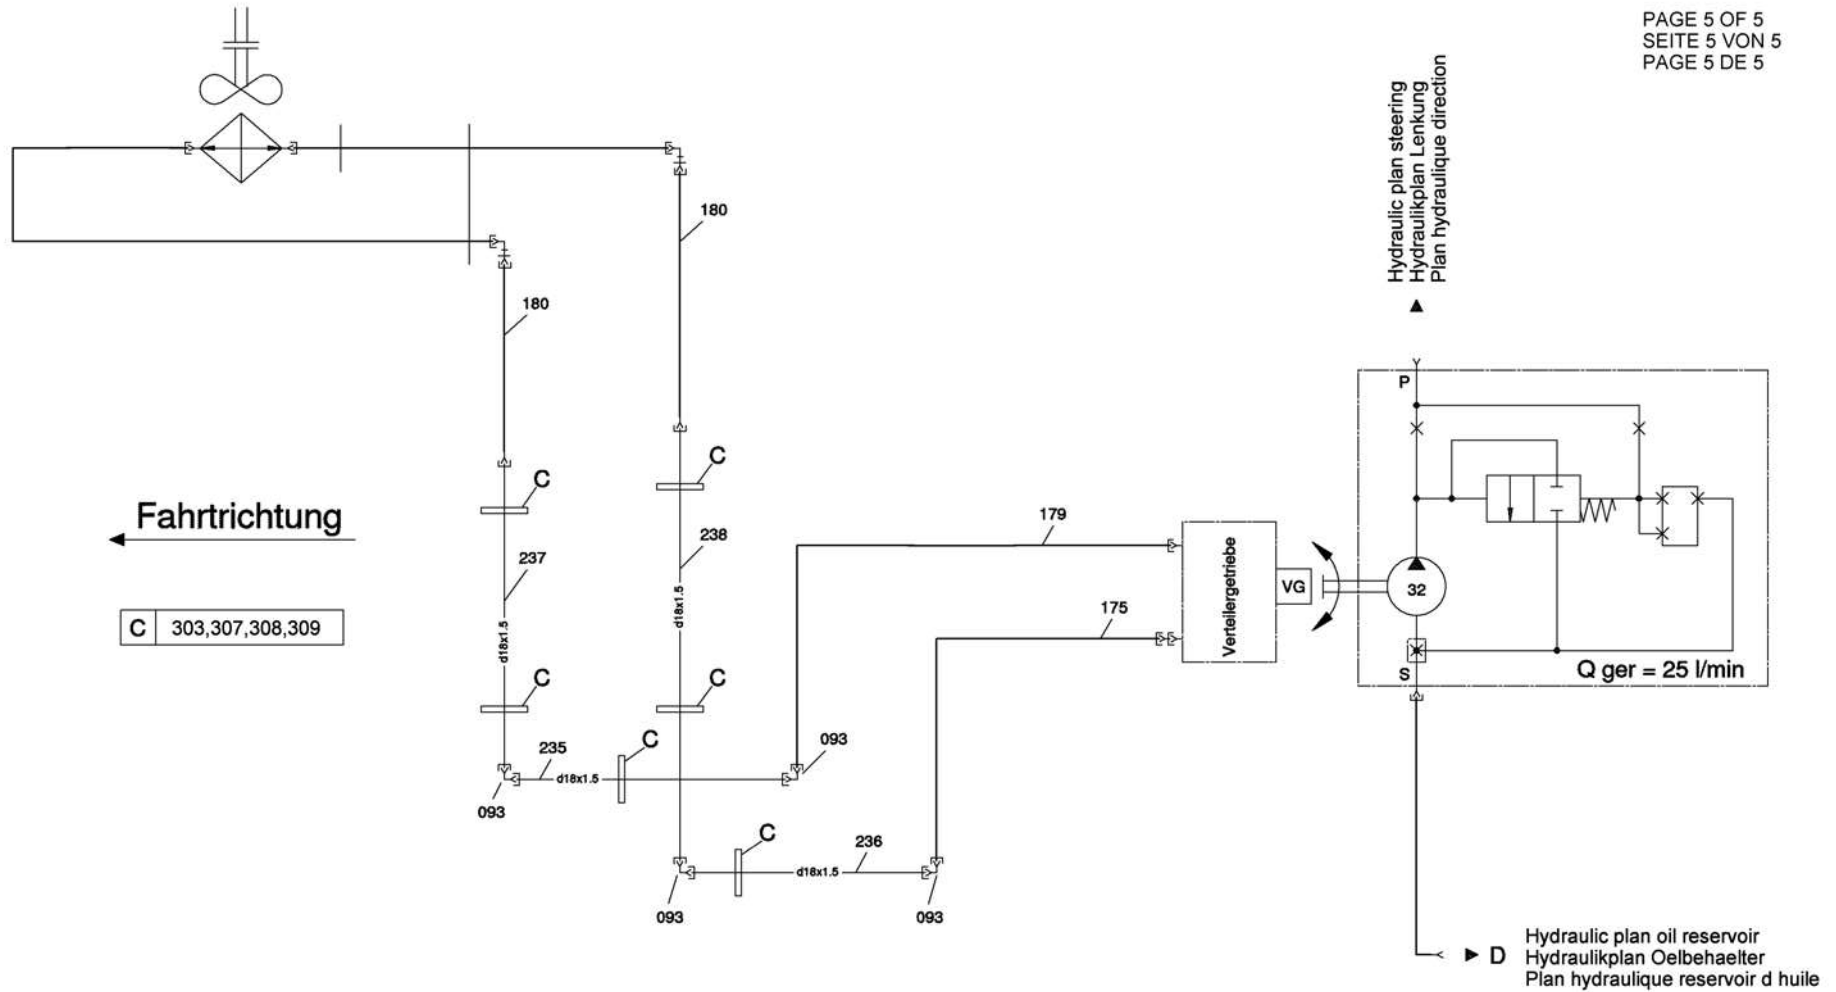 PAGE 5 OF 5
SEITE 5 VON 5
PAGE 5 DE 5
Hydraulic plan steering
Hydraulikplan Lenkung
Plan hydraulique direction
180
180
P
C
C
Fahrtrichtung
179
238
237
d18x1.5
d18x1.5
Verteilergetriebe
VG
32
175
C 303,307,308,309
S
Q ger = 25 l/min
C
C
C
235
d18x1.5
093
093
C
236
d18x1.5
093
093
D
Hydraulic plan oil reservoir
Hydraulikplan Oelbehaelter
Plan hydraulique reservoir d huile